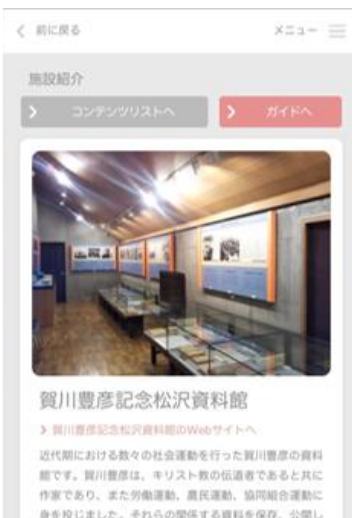 前に戻る
メニュー
施設紹介
コンテンツリストへ
ガイドへ
賀川豊彦記念松沢資料館
賀川豊彦記念松沢資料館のWebサイトへ
近代期における数々の社会運動を行った賀川豊彦の資料
館です。賀川豊彦は、キリスト教の伝道者であると共に
作家であり、また労働運動、農民運動、協同組合運動に
身を投じました。それらの関係する資料を保存、公開し